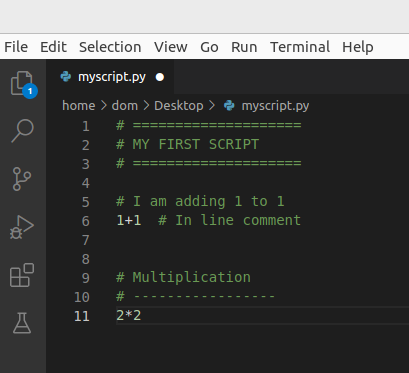 File Edit Selection View Go Run Terminal Help
myscript.py
1
home > dom > Desktop > myscript.py
1 # ====================
2 # MY FIRST SCRIPT
3 # ====================
4
5 # I am adding 1 to 1
6 1+1  # In line comment
7
8
9 # Multiplication
10 # -----------------
11 2*2